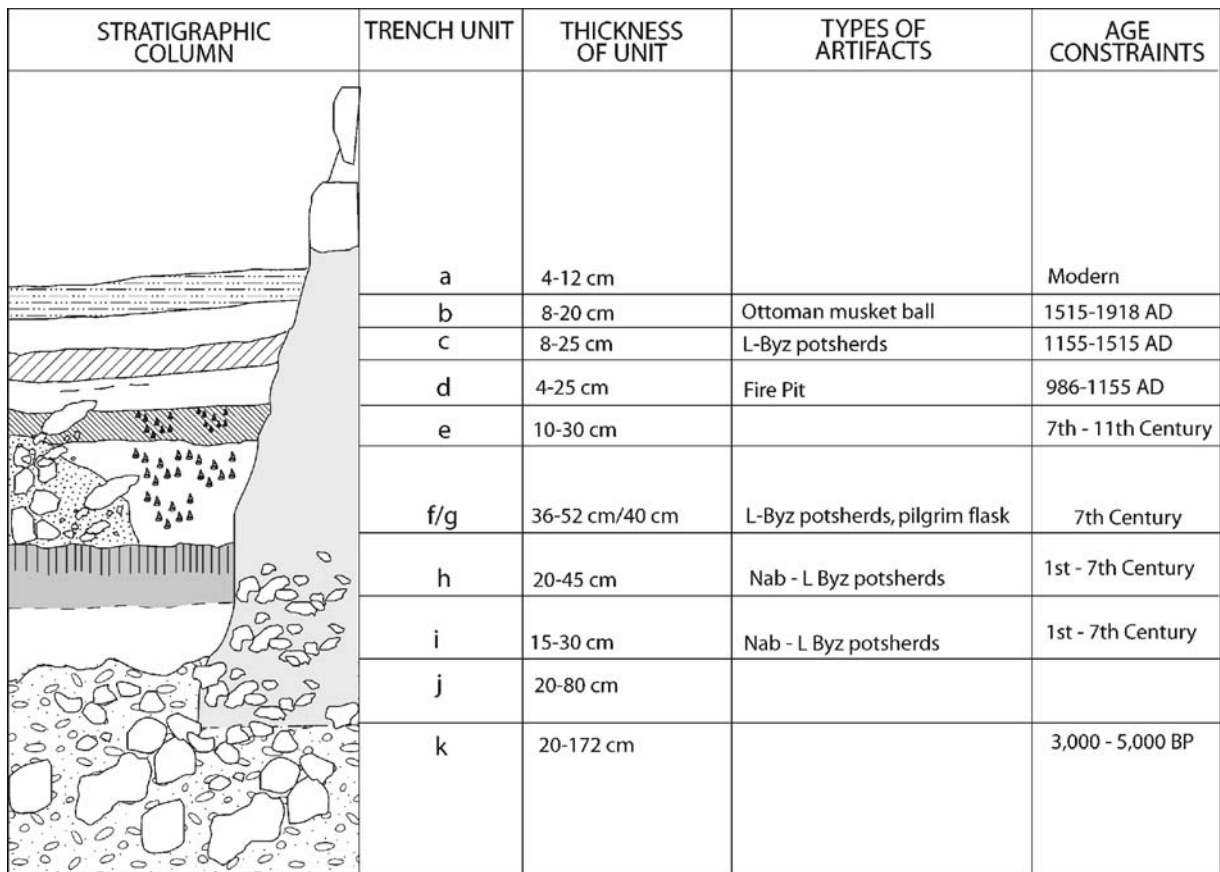 STRATIGRAPHIC COLUMN TRENCH UNIT THICKNESS OF UNIT TYPES OF ARTIFACTS AGE CONSTRAINTS
a 4-12 cm Modern
b 8-20 cm Ottoman musket ball 1515-1918 AD
c 8-25 cm L-Byz potsherds 1155-1515 AD
d 4-25 cm Fire Pit 986-1155 AD
e 10-30 cm 7th - 11th Century
f/g 36-52 cm/40 cm L-Byz potsherds, pilgrim flask 7th Century
h 20-45 cm Nab - L Byz potsherds 1st - 7th Century
i 15-30 cm Nab - L Byz potsherds 1st - 7th Century
j 20-80 cm
k 20-172 cm 3,000 - 5,000 BP